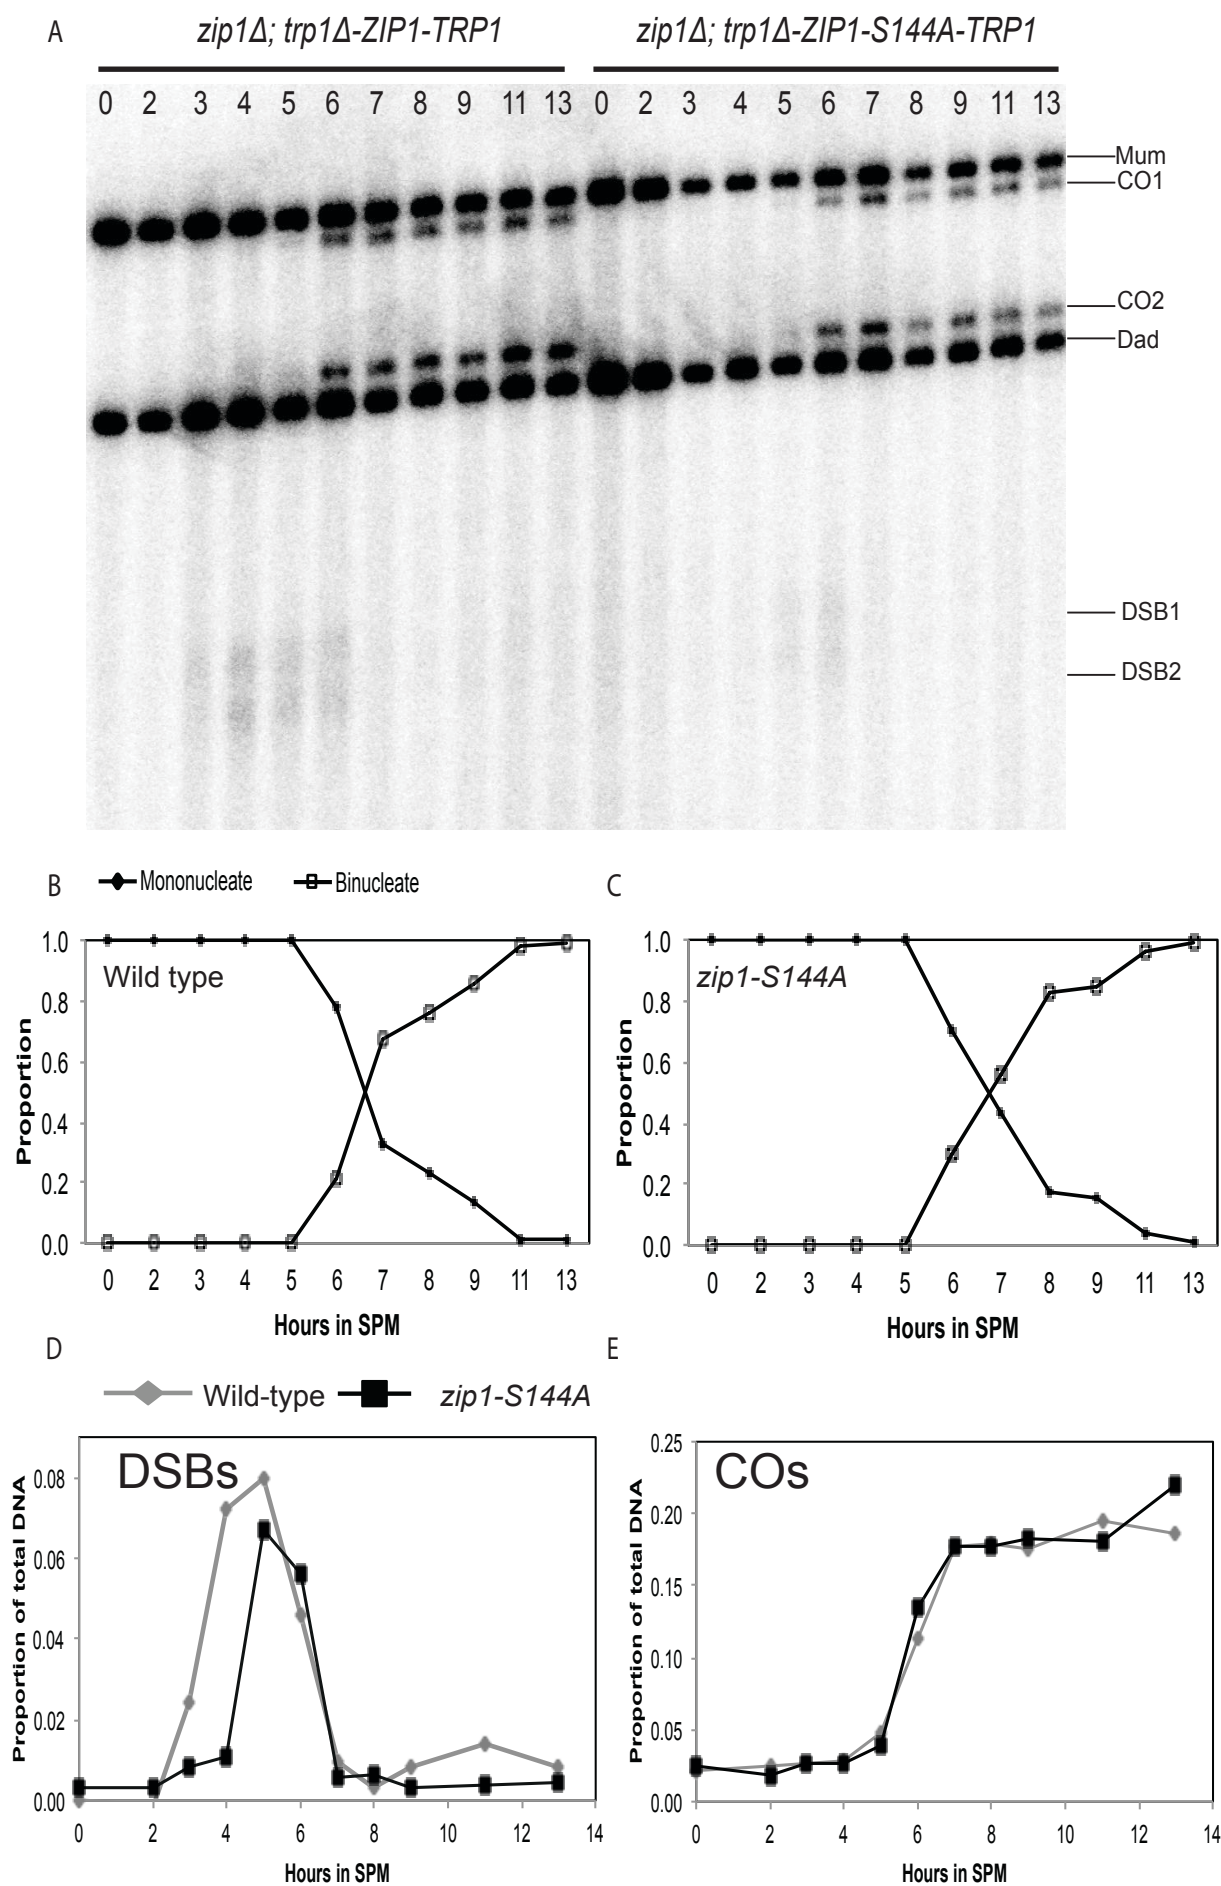 A
zip1Δ; trp1Δ-ZIP1-TRP1
zip1Δ; trp1Δ-ZIP1-S144A-TRP1
0 2 3 4 5 6 7 8 9 11 13 0 2 3 4 5 6 7 8 9 11 13
Mum
CO1
CO2
Dad
DSB1
DSB2
B
Mononucleate
Binucleate
C
Wild type
1.0
0.8
0.6
0.4
0.2
0.0
Proportion
0 2 3 4 5 6 7 8 9 11 13
Hours in SPM
zip1-S144A
1.0
0.8
0.6
0.4
0.2
0.0
Proportion
0 2 3 4 5 6 7 8 9 11 13
Hours in SPM
D
E
Wild-type
zip1-S144A
DSBs
0.08
0.06
0.04
0.02
0.00
Proportion of total DNA
0 2 4 6 8 10 12 14
Hours in SPM
COs
0.25
0.20
0.15
0.10
0.05
0.00
Proportion of total DNA
0 2 4 6 8 10 12 14
Hours in SPM